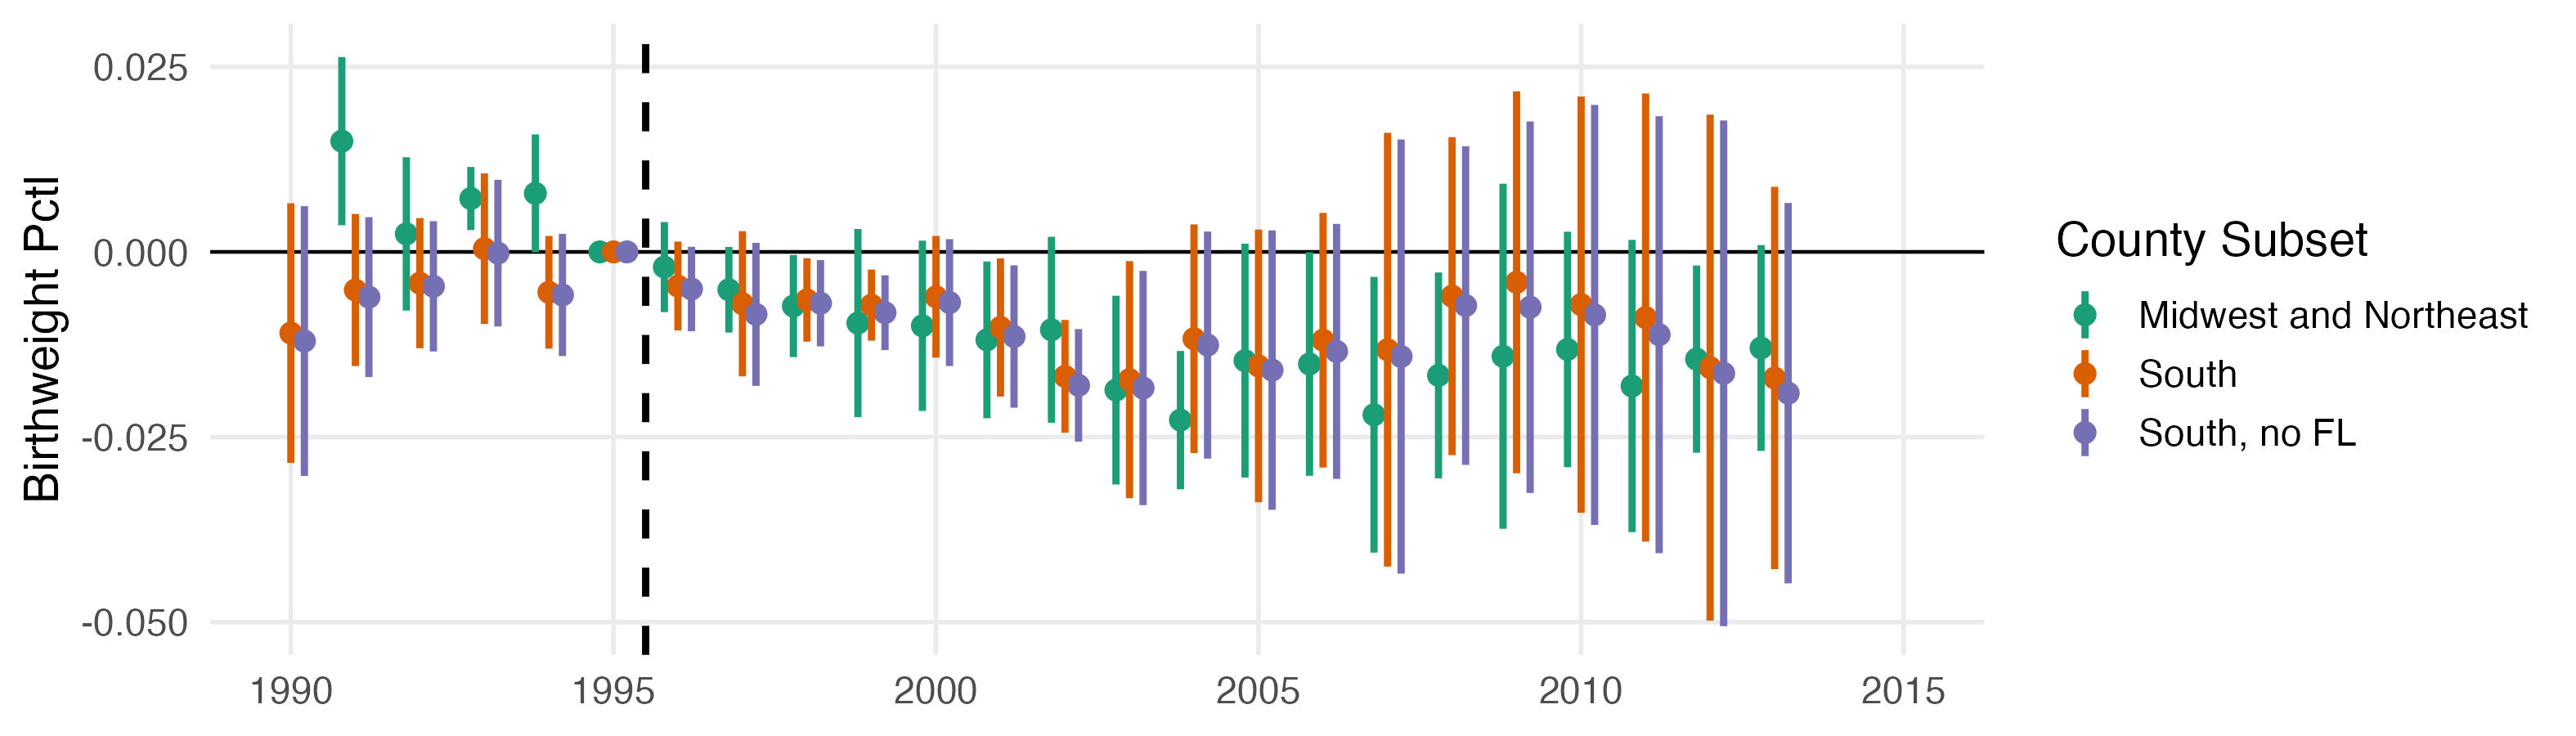 Birthweight Pctl
0.025
0.000
-0.025
-0.050
1990
1995
2000
2005
2010
2015
County Subset
Midwest and Northeast
South
South, no FL